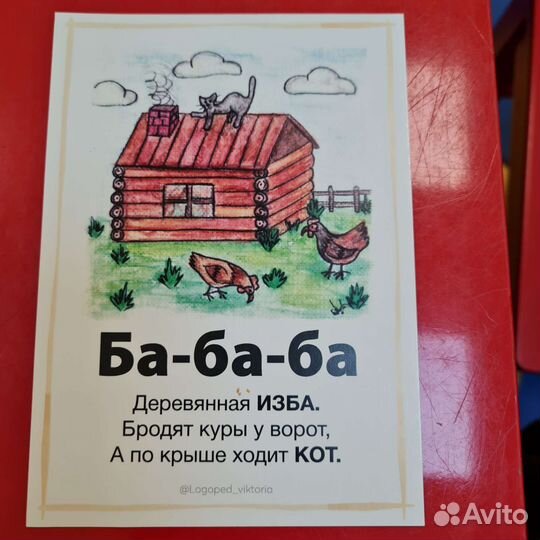 Ба-ба-ба
Деревянная ИЗБА.
Бродят куры у ворот,
А по крыше ходит КОТ.
@Logoped_viktoria
Avito